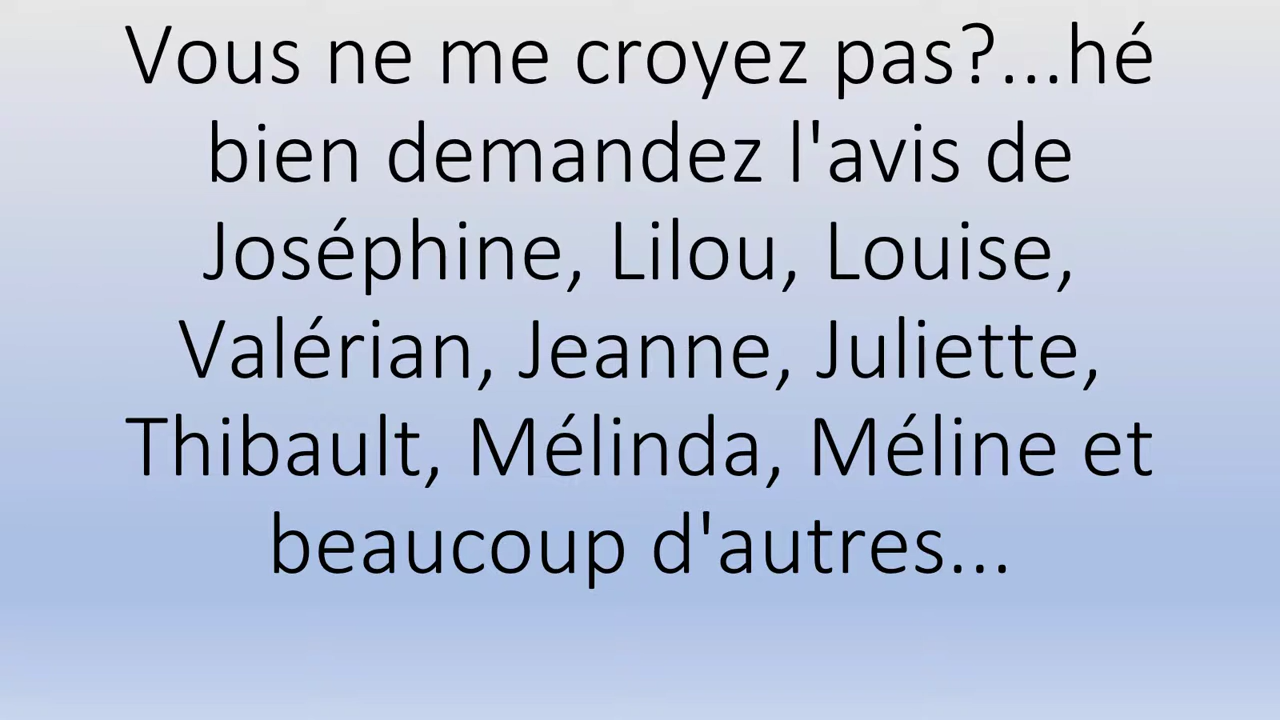 Vous ne me croyez pas?...hé
bien demandez l'avis de
Joséphine, Lilou, Louise,
Valérian, Jeanne, Juliette,
Thibault, Mélinda, Méline et
beaucoup d'autres...